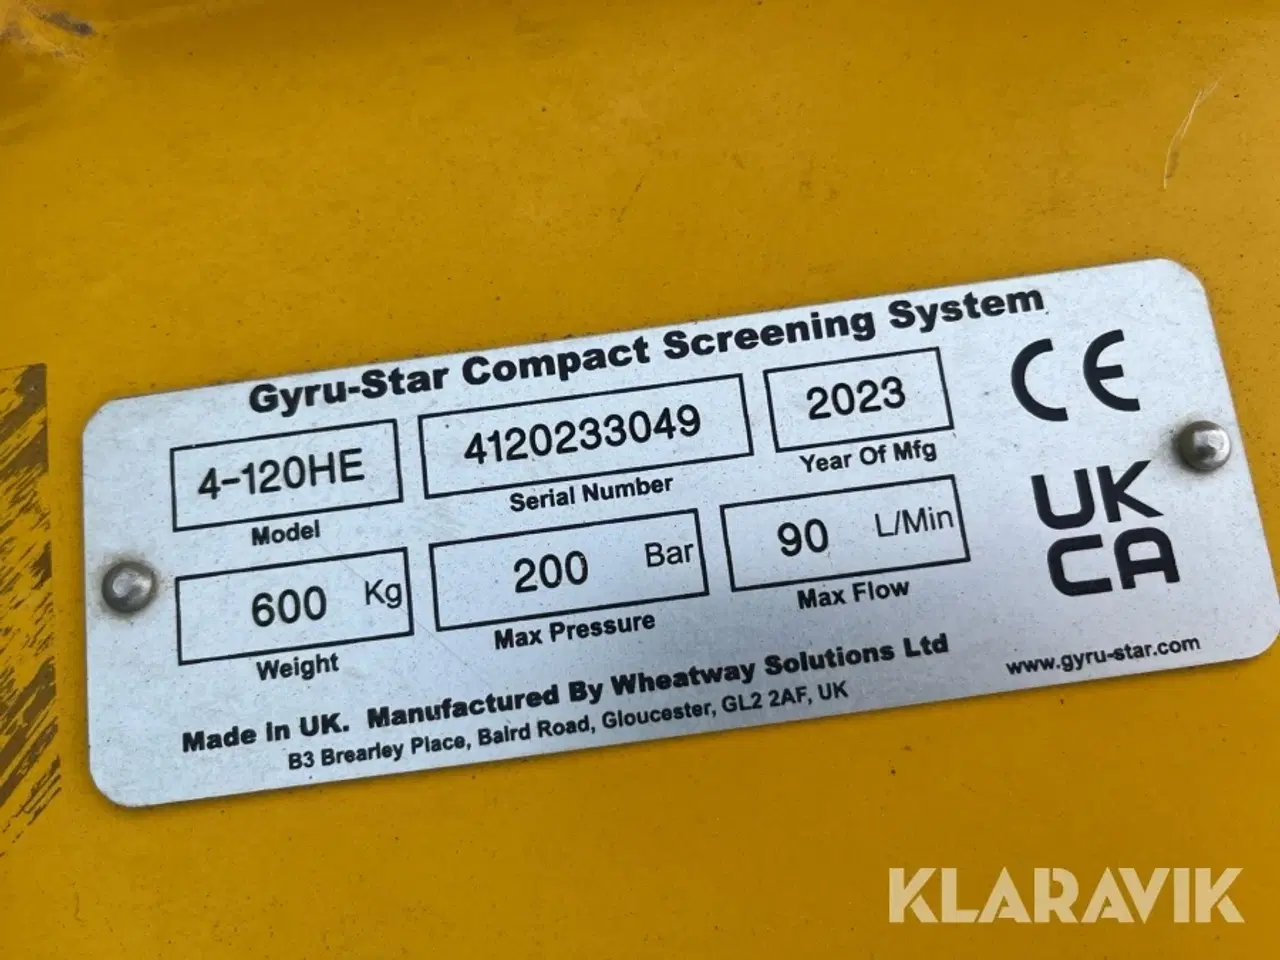 Gyru-Star Compact Screening System
4-120HE
Model
4120233049
Serial Number
2023
Year Of Mfg
CE
600 Kg
Weight
200 Bar
Max Pressure
90 L/Min
Max Flow
UK
CA
Made in UK. Manufactured By Wheatway Solutions Ltd
B3 Brearley Place, Baird Road, Gloucester, GL2 2AF, UK
www.gyru-star.com
KLARAVIK